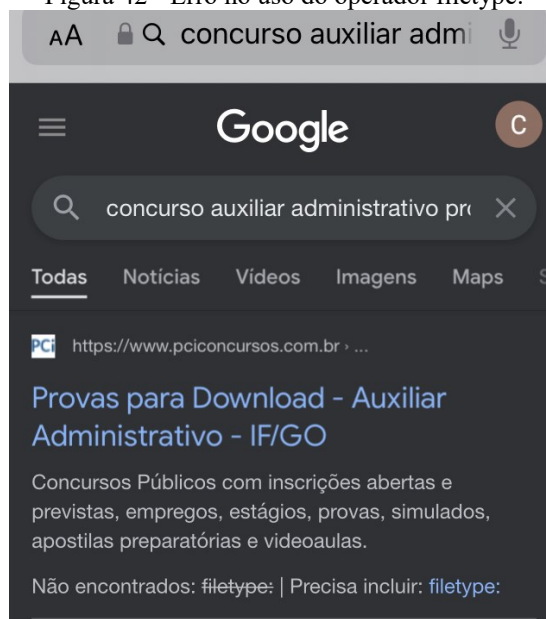 Figura 42 - Erro no uso do operador filetype.
AA concurso auxiliar admi
Google
C
concurso auxiliar administrativo pro
Todas Notícias Vídeos Imagens Maps S
PCi https://www.pciconcursos.com.br › ...
Provas para Download - Auxiliar
Administrativo - IF/GO
Concursos Públicos com inscrições abertas e
previstas, empregos, estágios, provas, simulados,
apostilas preparatórias e videoaulas.
Não encontrados: filetype: | Precisa incluir: filetype: